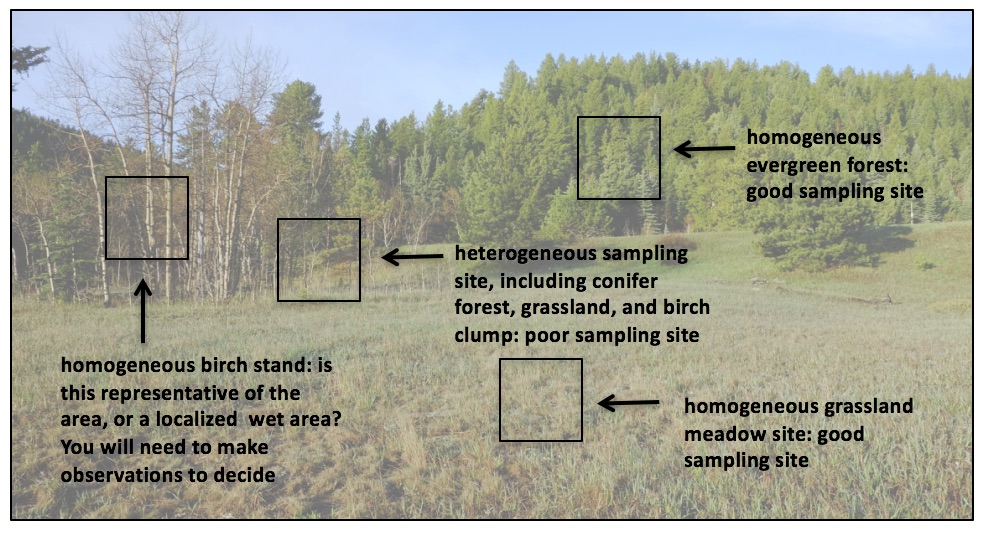 homogeneous
evergreen forest:
good sampling site
heterogeneous sampling
site, including conifer
forest, grassland, and birch
clump: poor sampling site
homogeneous birch stand: is
this representative of the
area, or a localized  wet area?
You will need to make
observations to decide
homogeneous grassland
meadow site: good
sampling site